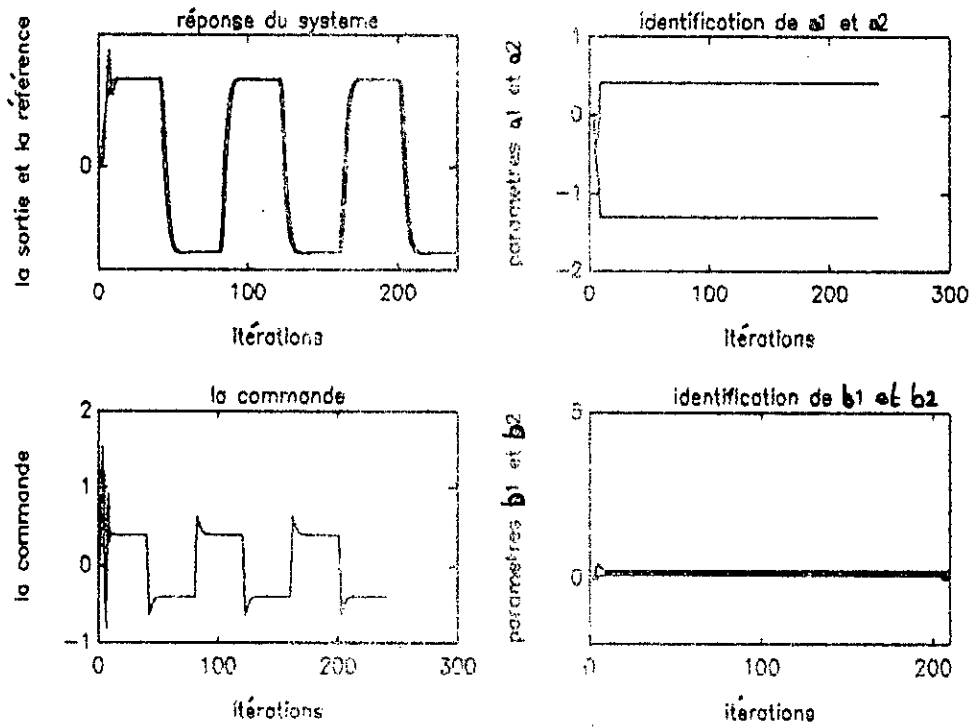 réponse du systeme
la sortie et la référence
0
0 100 200
itérations
identification de a1 et a2
parametres a1 et a2
1
0
-1
-2
0 100 200 300
itérations
la commande
la commande
2
1
0
-1
0 100 200 300
itérations
identification de b1 et b2
parametres b1 et b2
5
0
0 100 200
itérations